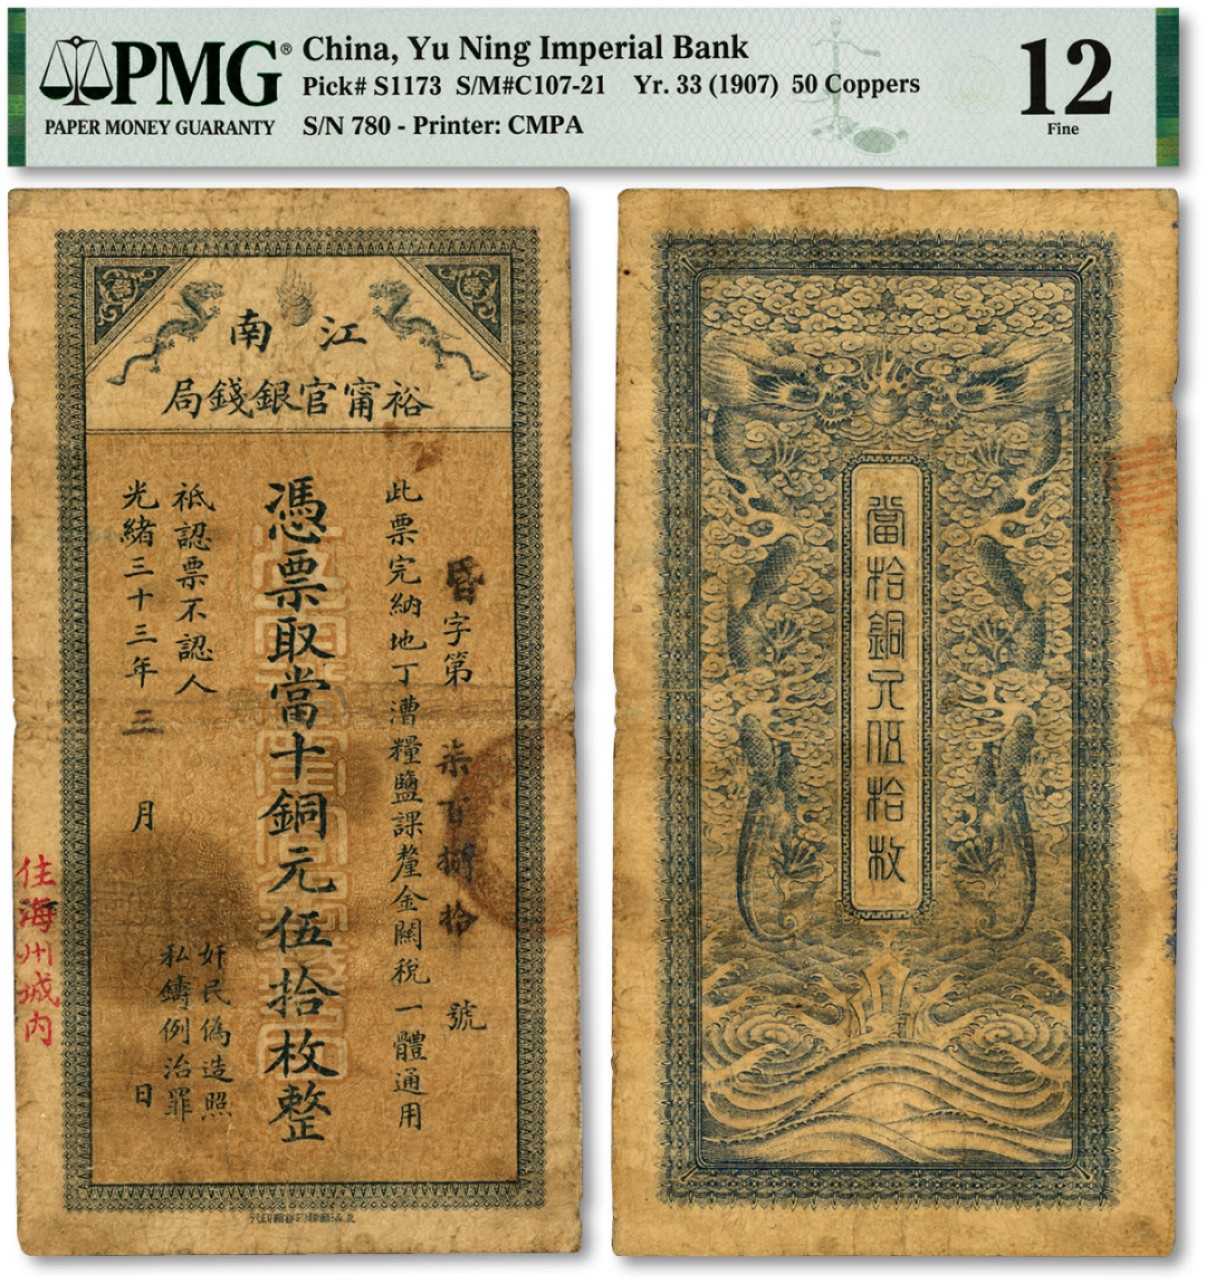 PMG®
PAPER MONEY GUARANTY
China, Yu Ning Imperial Bank
Pick# S1173 S/M#C107-21 Yr. 33 (1907) 50 Coppers
S/N 780 - Printer: CMPA
12
Fine
江南
裕甯官銀錢局
昏字第柒百捌拾號
此票完納地丁漕糧鹽課釐金關稅一體通用
憑票取當十銅元伍拾枚整
奸民偽造照
私鑄例治罪
祗認票不認人
光緒三十三年三月日
住海州城内
當拾銅元伍拾枚